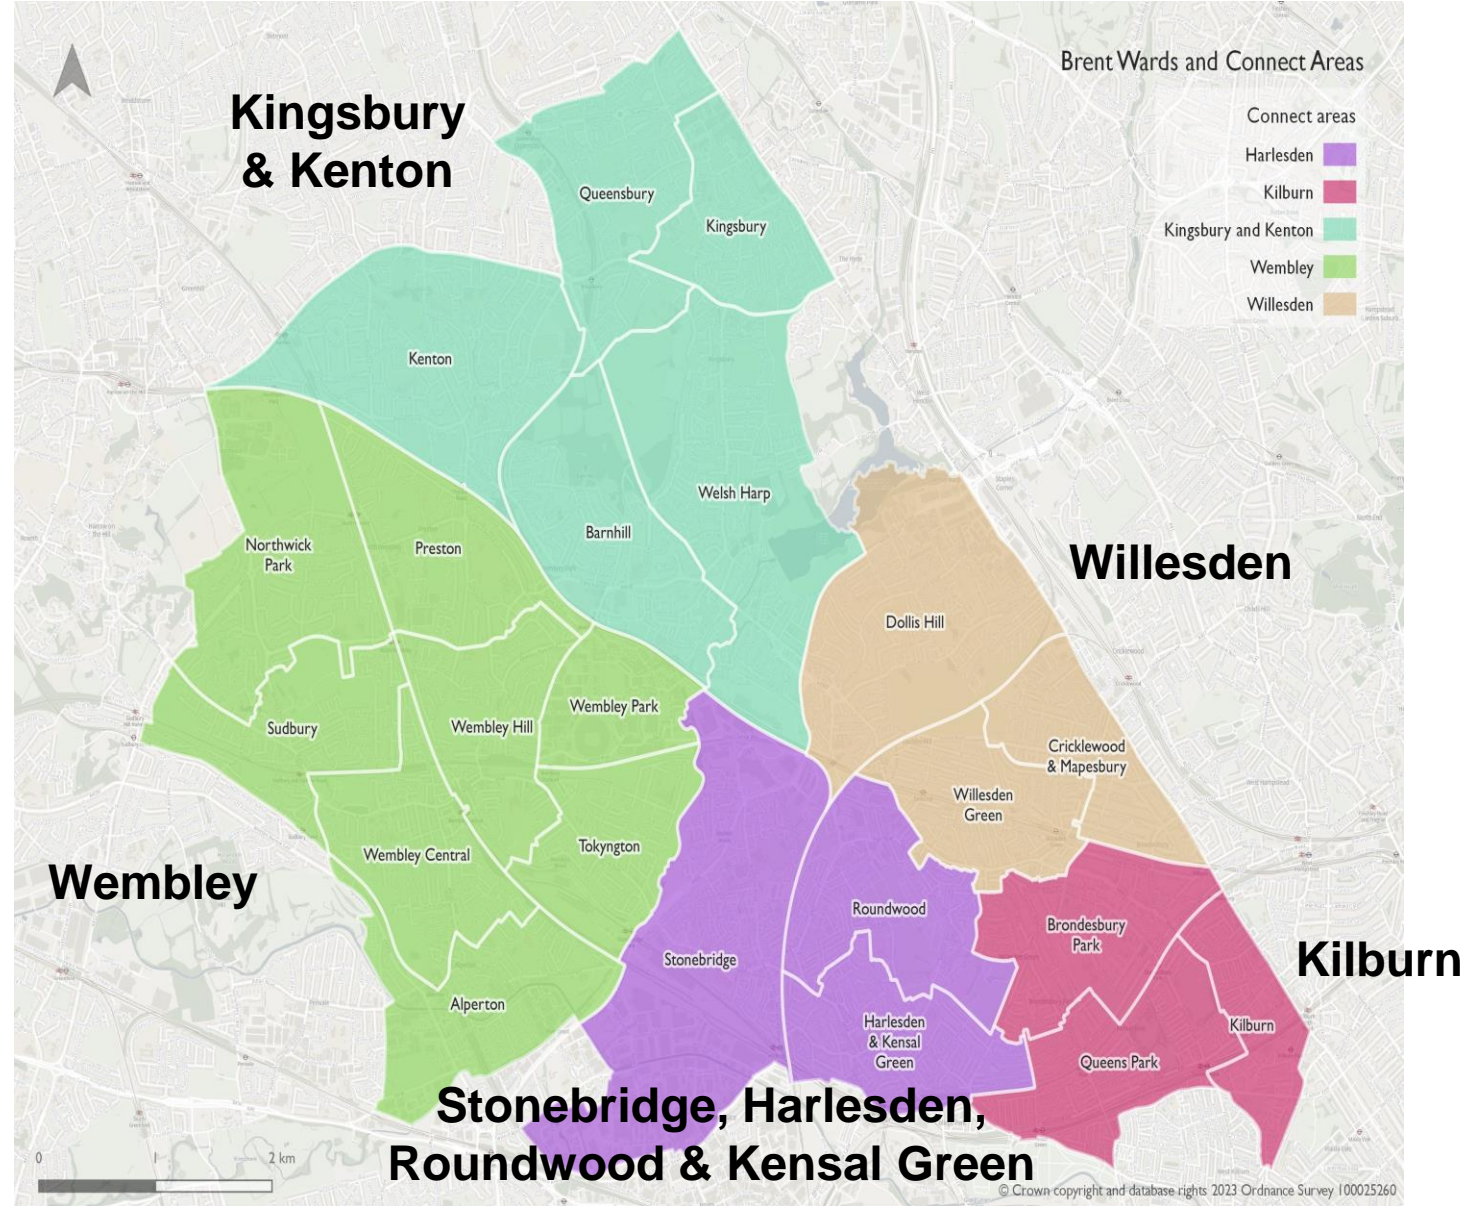 Brent Wards and Connect Areas
Connect areas
Harlesden
Kilburn
Kingsbury and Kenton
Wembley
Willesden
Kingsbury
& Kenton
Queensbury
Kingsbury
Kenton
Welsh Harp
Barnhill
Northwick
Park
Preston
Willesden
Dollis Hill
Sudbury
Wembley Hill
Wembley Park
Cricklewood
& Mapesbury
Willesden
Green
Wembley
Wembley Central
Tokyngton
Roundwood
Brondesbury
Park
Stonebridge
Kilburn
Alperton
Harlesden
& Kensal
Green
Kilburn
Queens Park
Stonebridge, Harlesden,
Roundwood & Kensal Green
0 1 2 km
© Crown copyright and database rights 2023 Ordnance Survey 100025260